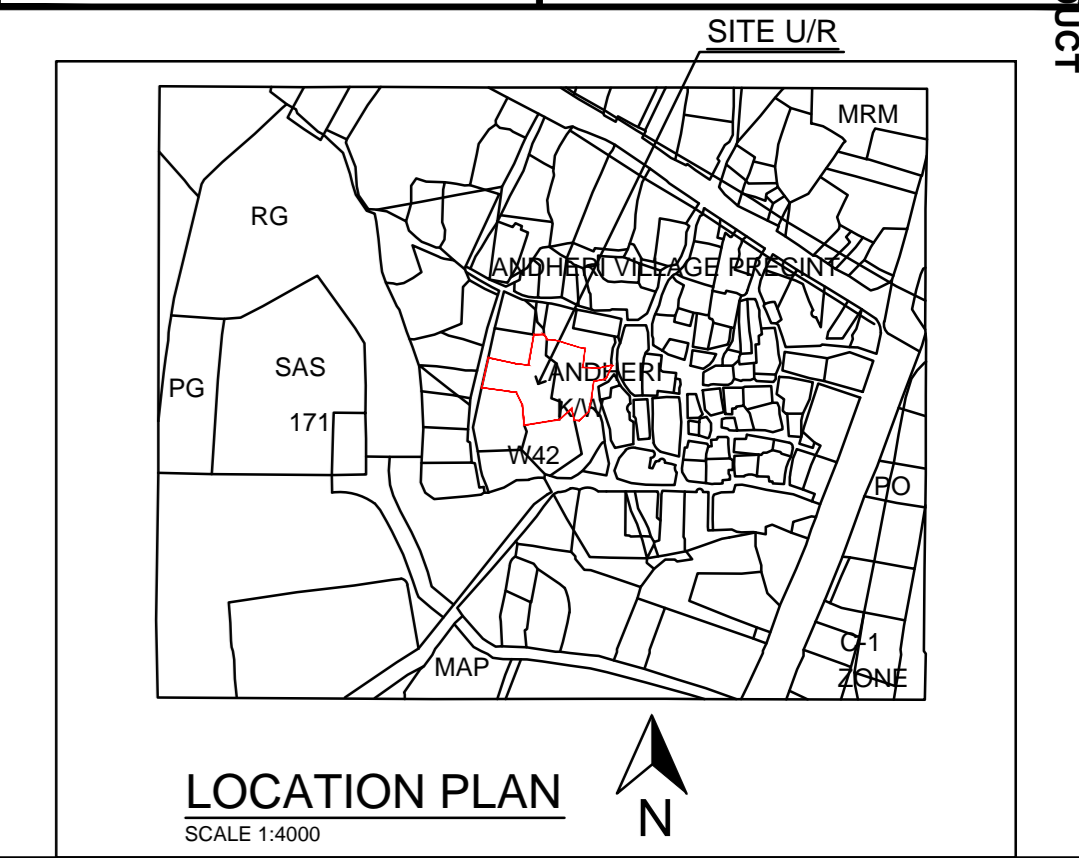 DUCT
SITE U/R
MRM
RG
ANDHERI VILLAGE PRECINT
SAS
ANDHERI
PG
K/W
171
W42
PO
C-1
ZONE
MAP
LOCATION PLAN
SCALE 1:4000
N